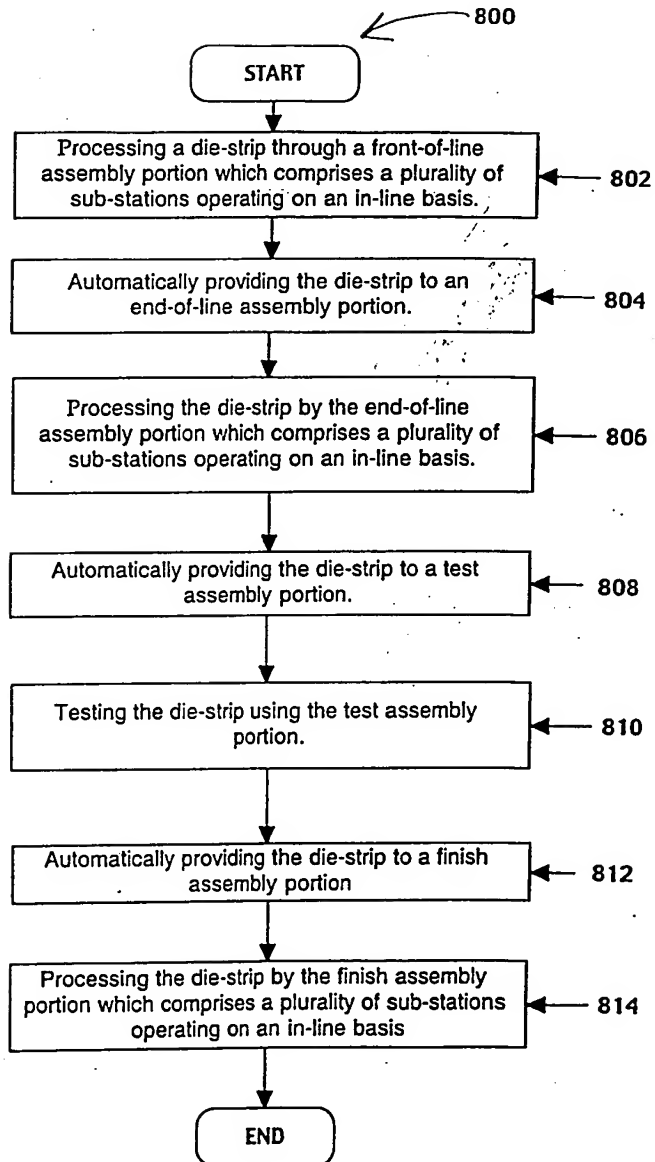 800
START
Processing a die-strip through a front-of-line
assembly portion which comprises a plurality of
sub-stations operating on an in-line basis.
802
Automatically providing the die-strip to an
end-of-line assembly portion.
804
Processing the die-strip by the end-of-line
assembly portion which comprises a plurality of
sub-stations operating on an in-line basis.
806
Automatically providing the die-strip to a test
assembly portion.
808
Testing the die-strip using the test assembly
portion.
810
Automatically providing the die-strip to a finish
assembly portion
812
Processing the die-strip by the finish assembly
portion which comprises a plurality of sub-stations
operating on an in-line basis
814
END